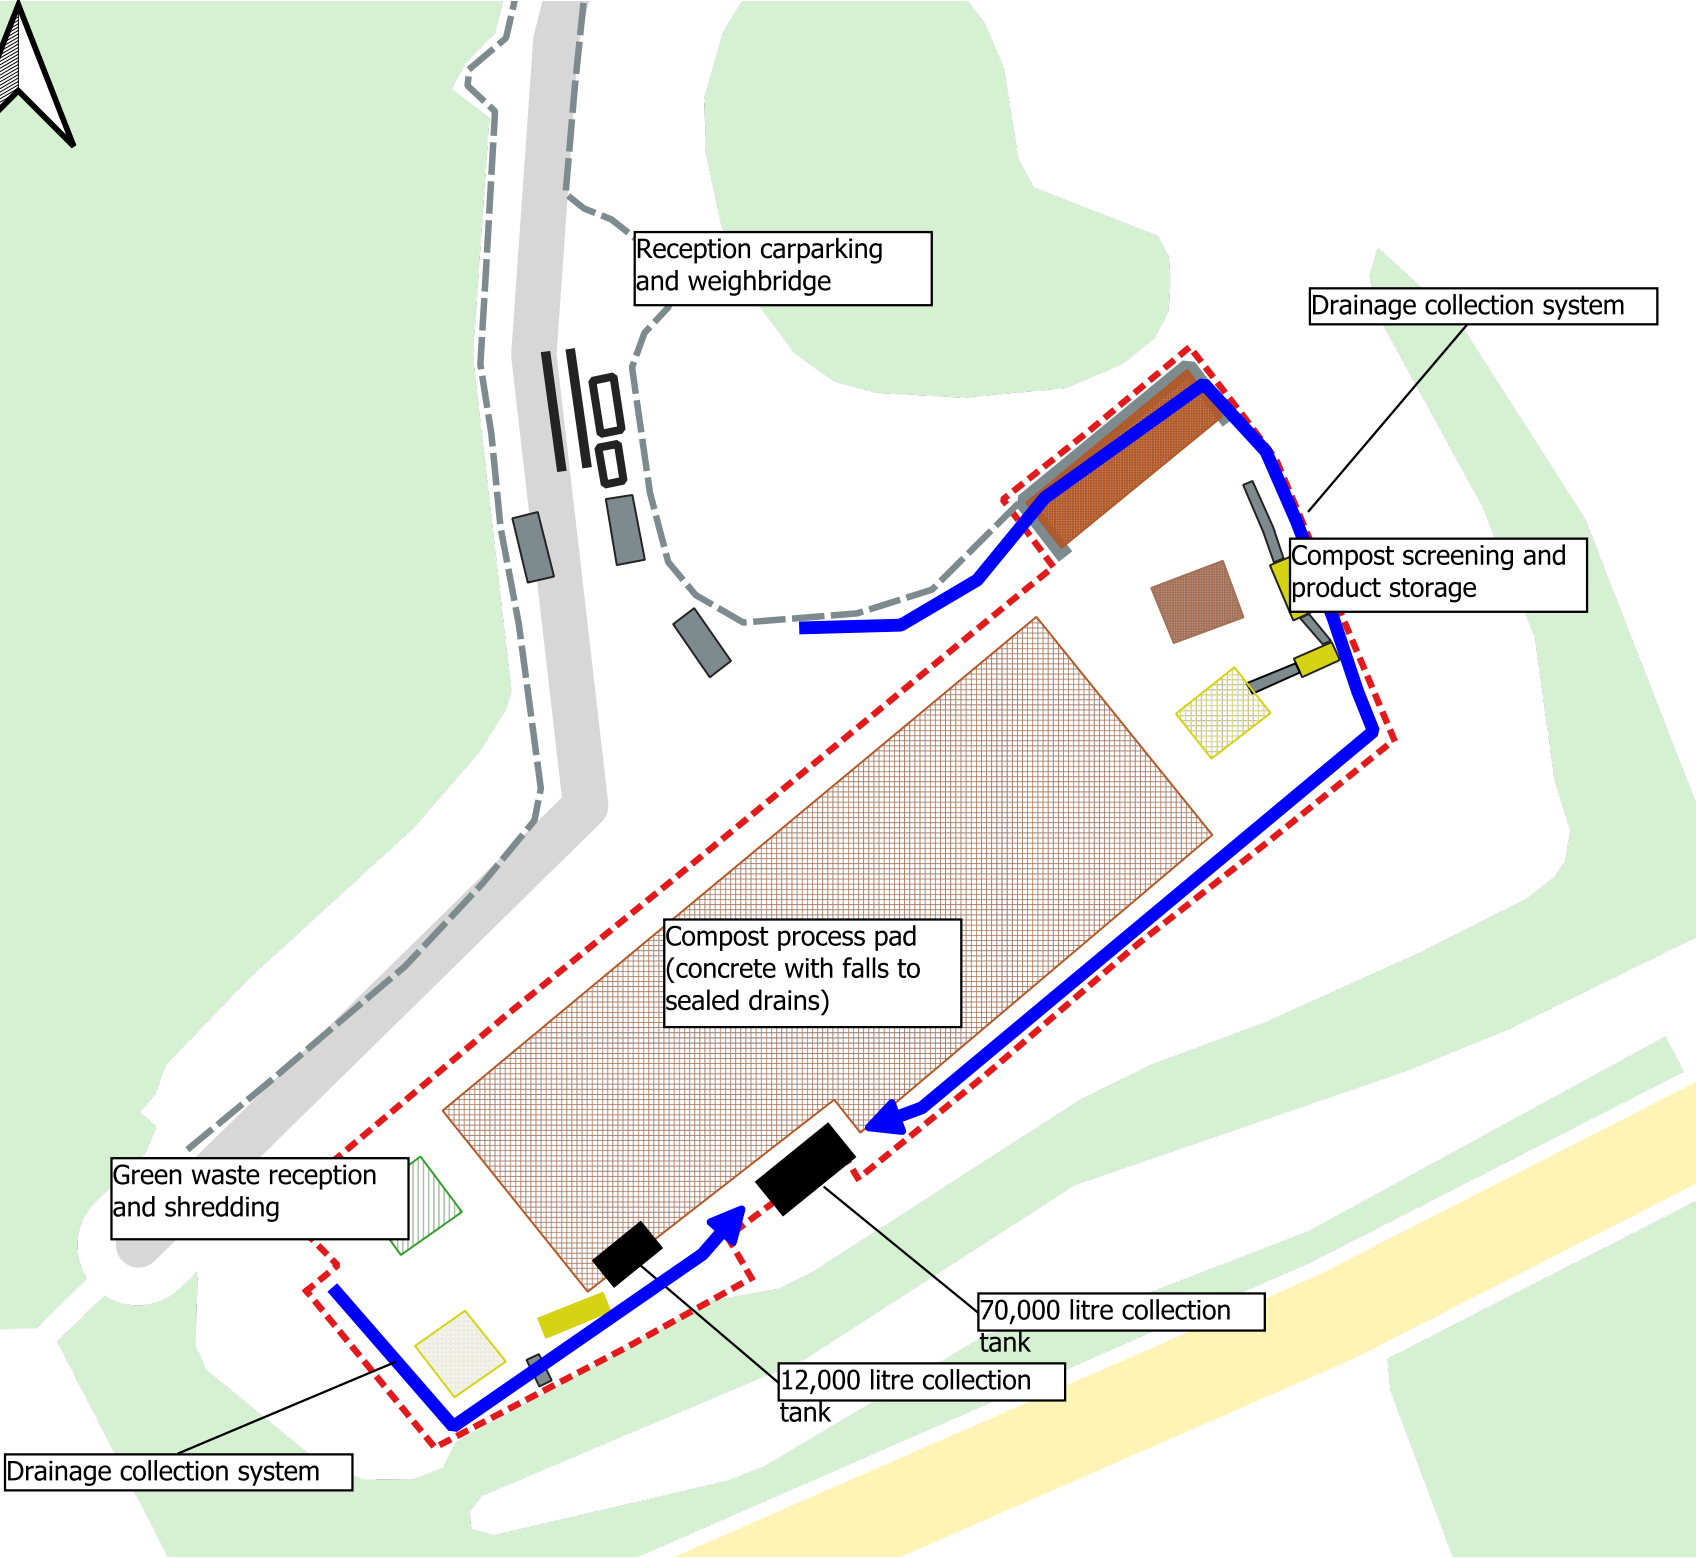 Reception carparking
and weighbridge
Drainage collection system
Compost screening and
product storage
Compost process pad
(concrete with falls to
sealed drains)
Green waste reception
and shredding
70,000 litre collection
tank
12,000 litre collection
tank
Drainage collection system